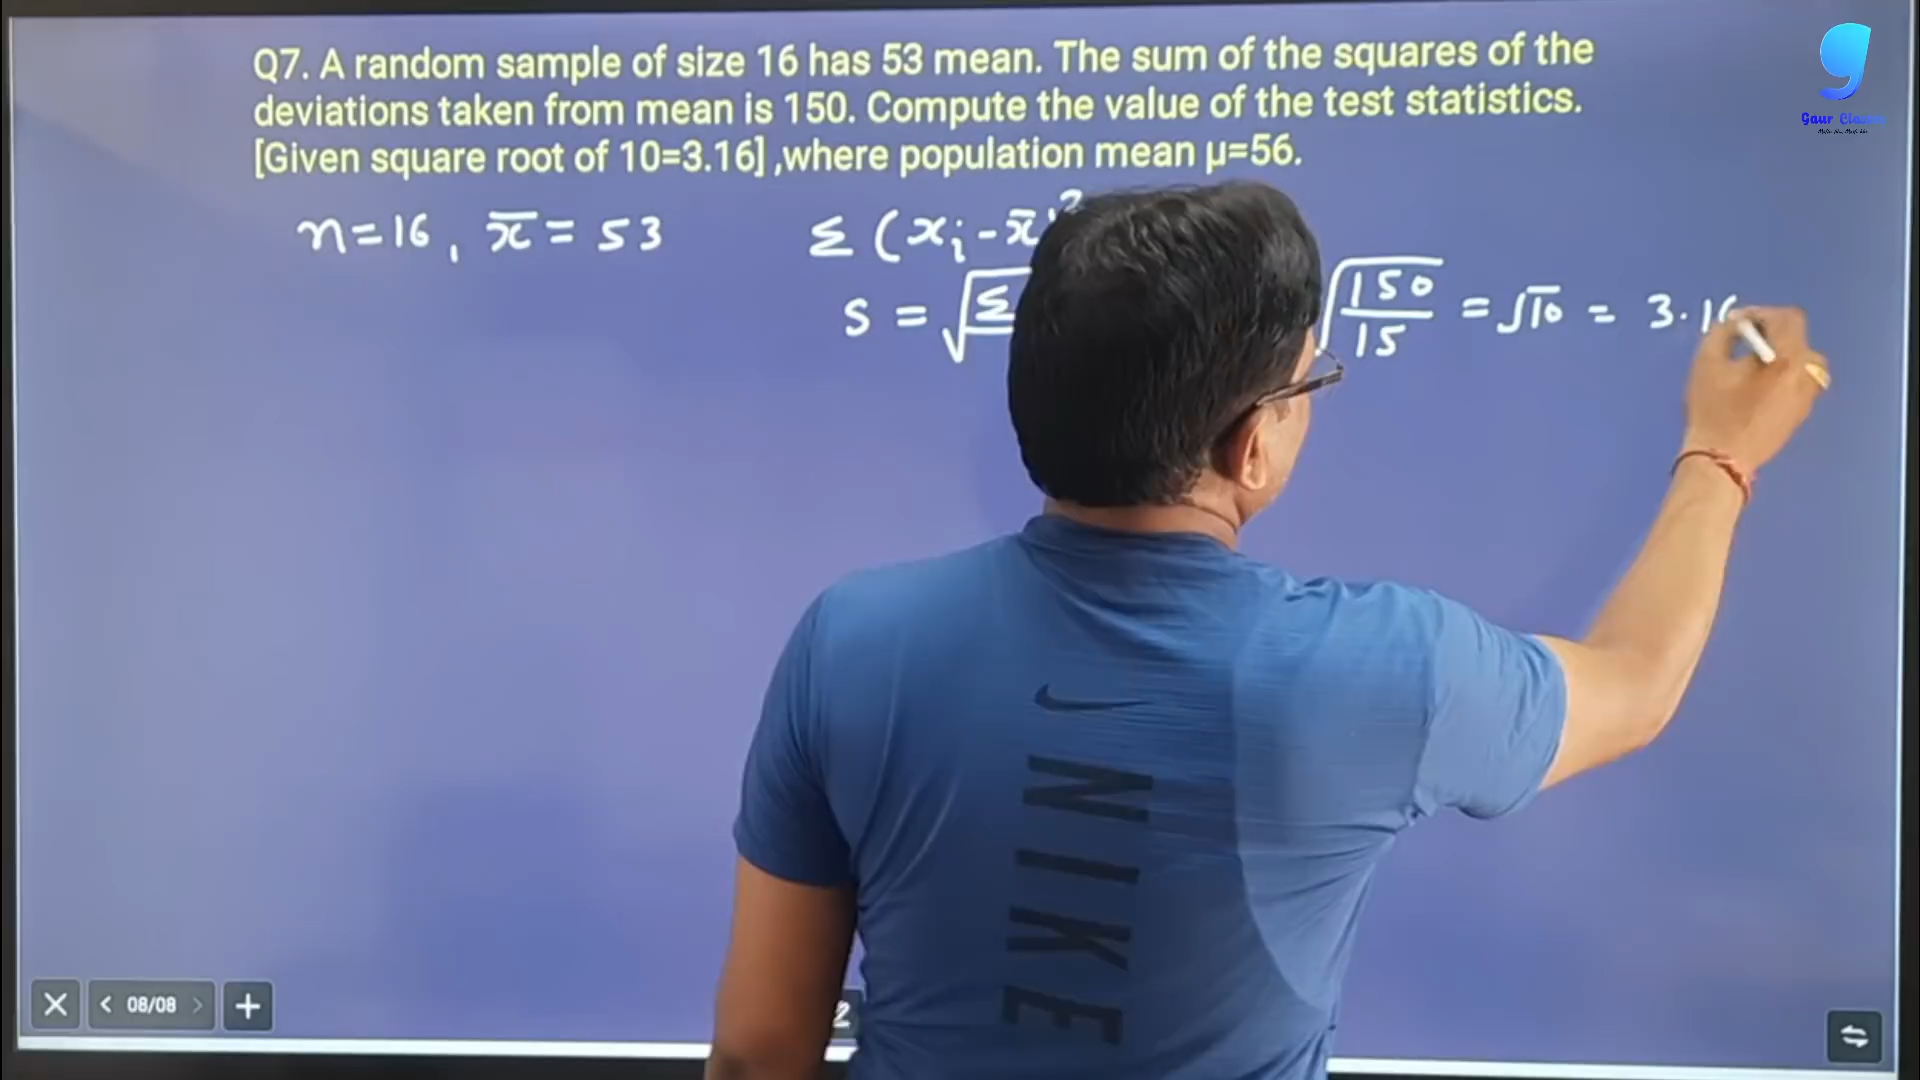 Q7. A random sample of size 16 has 53 mean. The sum of the squares of the
deviations taken from mean is 150. Compute the value of the test statistics.
[Given square root of 10=3.16] ,where population mean μ=56.
n=16, x̄ = 53
Σ (xᵢ - x̄
s = √Σ
√150/15 = √10 = 3.16
NIKE
08/08
2
Gaur Classes